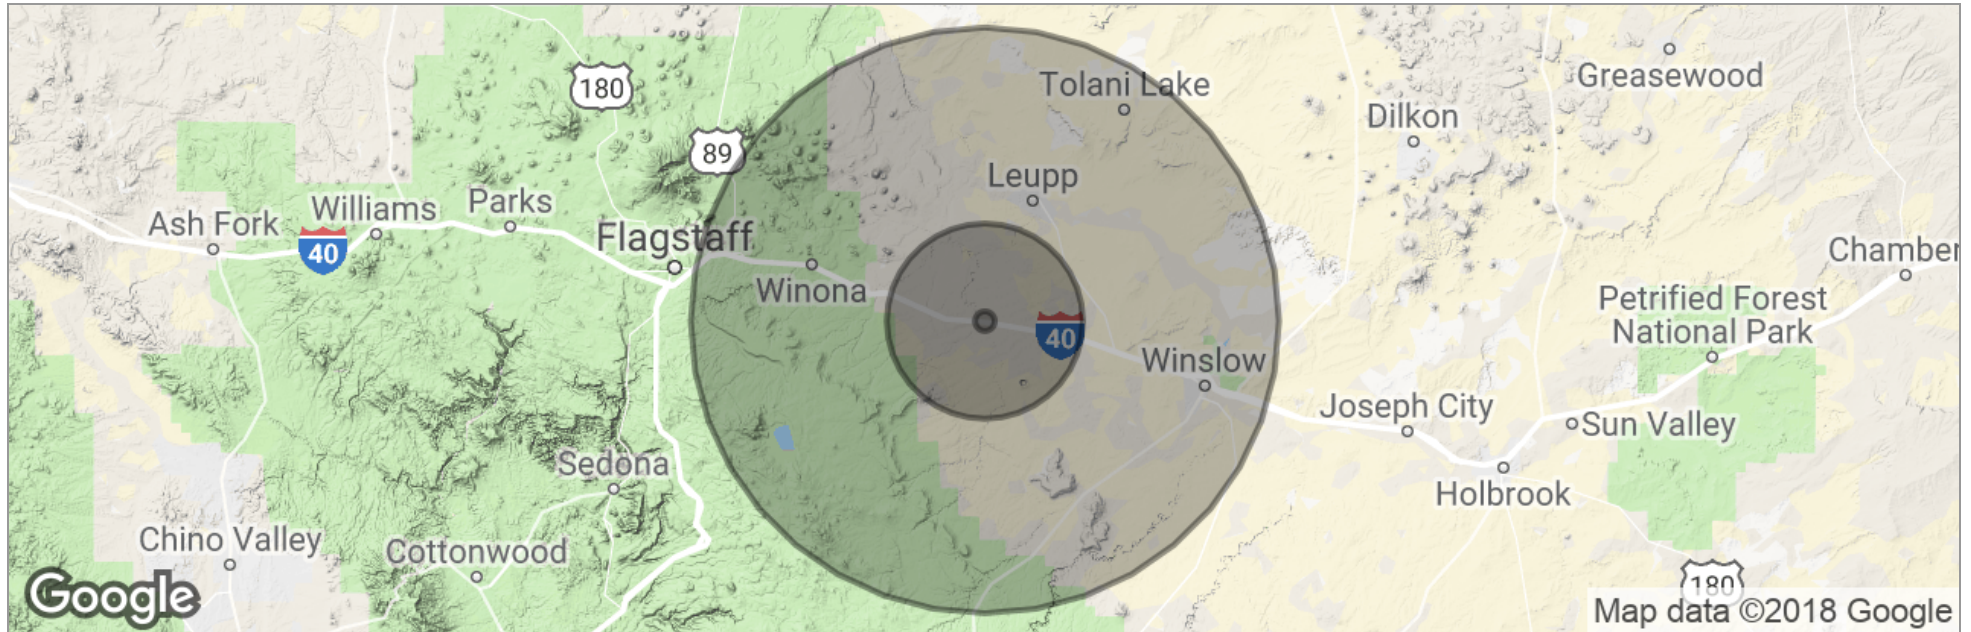 180
Tolani Lake
Greasewood
Dilkon
89
Leupp
Ash Fork
Williams
Parks
Flagstaff
40
Winona
Chamber
Petrified Forest
National Park
40
Winslow
Joseph City
Sun Valley
Sedona
Holbrook
Chino Valley
Cottonwood
180
Google
Map data ©2018 Google